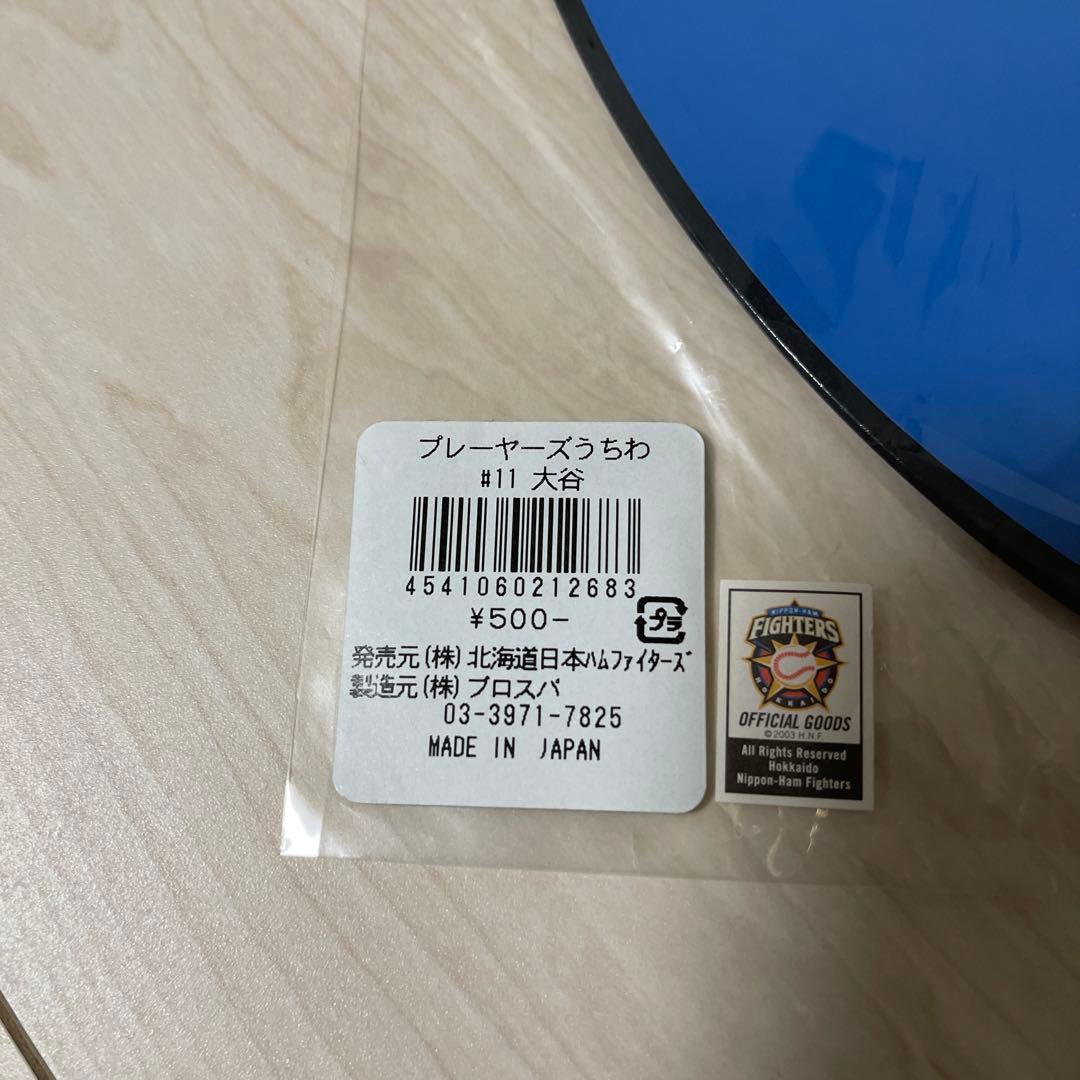 プレーヤーズうちわ
#11 大谷
4541060212683
¥500-
プラ
発売元(株)北海道日本ﾊﾑﾌｧｲﾀｰｽﾞ
製造元(株)プロスパ
03-3971-7825
MADE IN JAPAN
NIPPON-HAM
FIGHTERS
HOKKAIDO
OFFICIAL GOODS
©2003 H.N.F.
All Rights Reserved
Hokkaido
Nippon-Ham Fighters